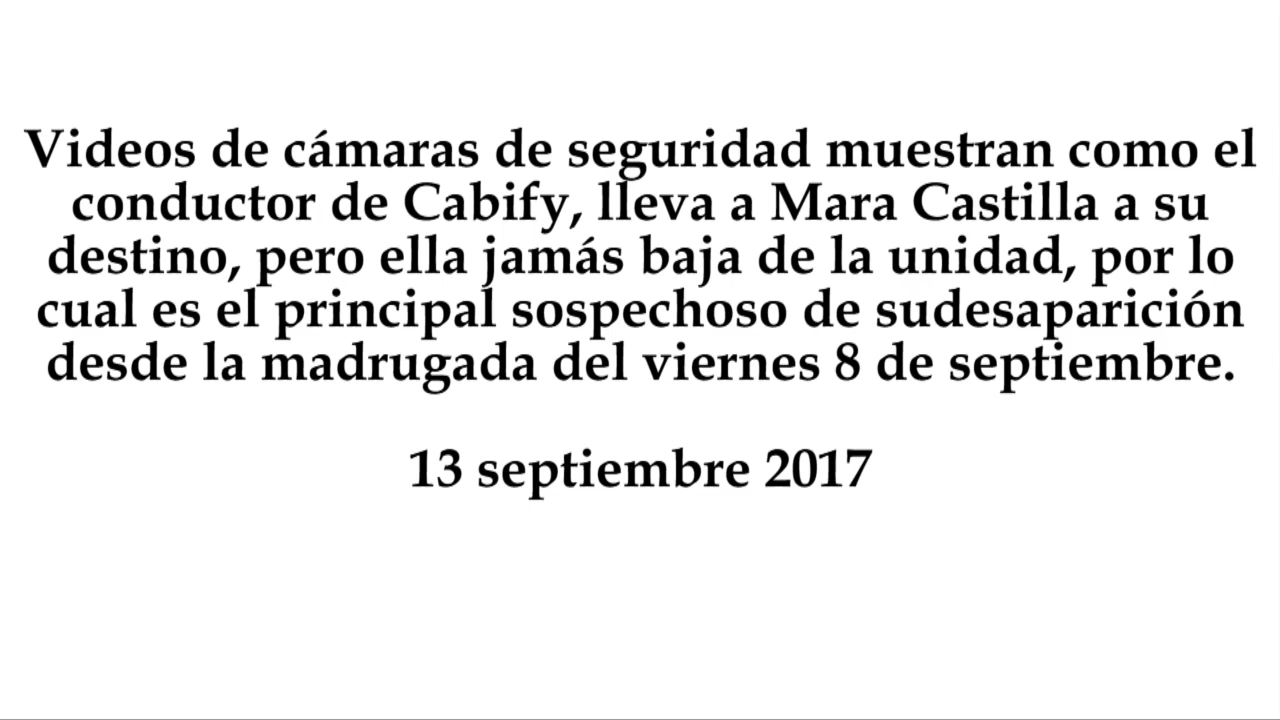 Videos de cámaras de seguridad muestran como el
conductor de Cabify, lleva a Mara Castilla a su
destino, pero ella jamás baja de la unidad, por lo
cual es el principal sospechoso de sudesaparición
desde la madrugada del viernes 8 de septiembre.
13 septiembre 2017